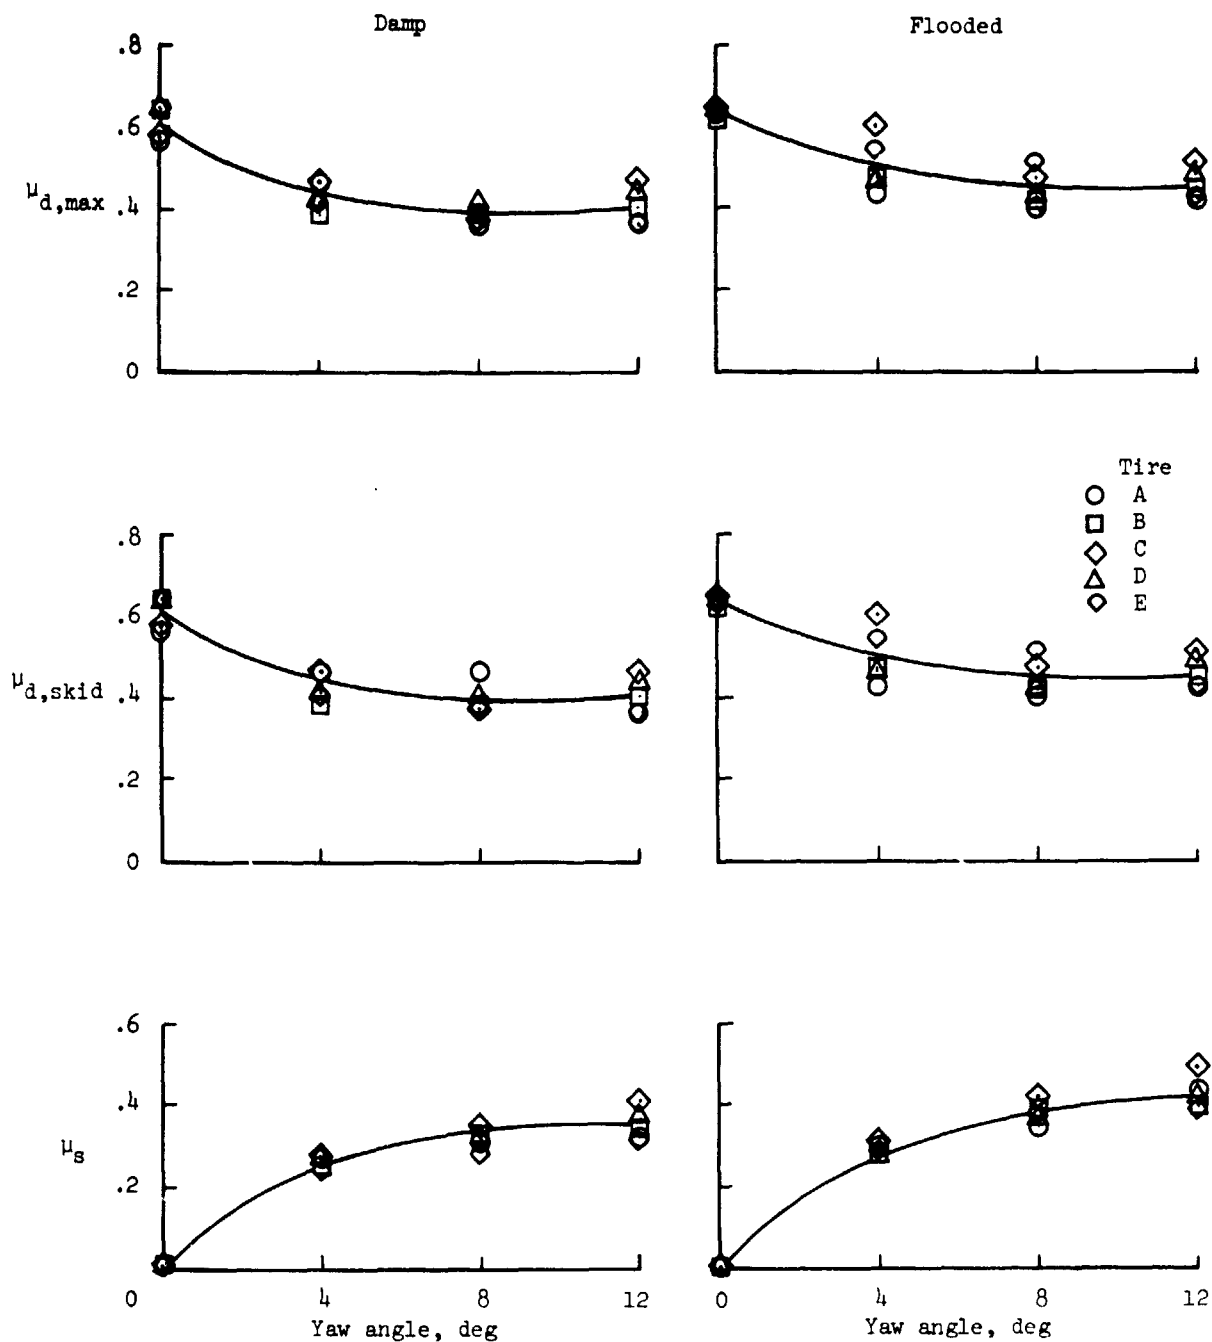 Damp
Flooded
.8
.6
μd,max
.4
.2
0
Tire
A
B
C
D
E
.8
.6
μd,skid
.4
.2
0
.6
.4
μs
.2
0 4 8 12
Yaw angle, deg
0 4 8 12
Yaw angle, deg